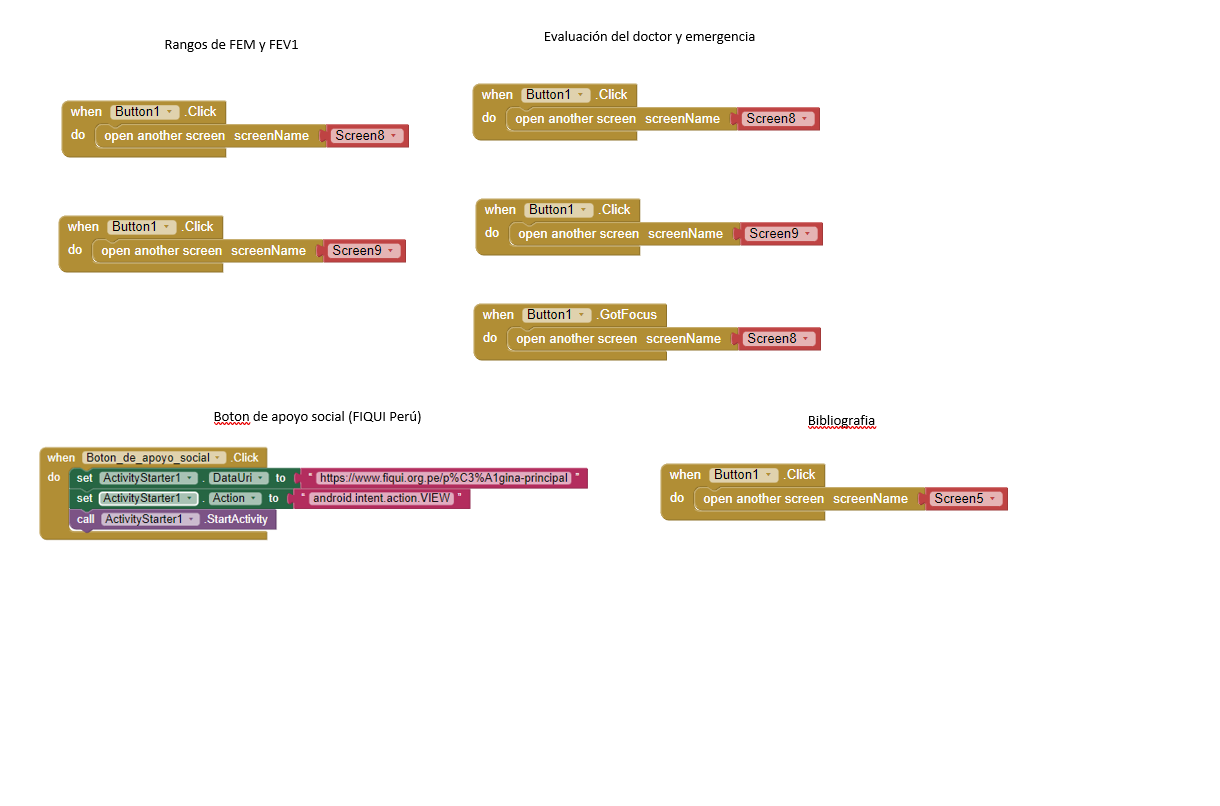 Rangos de FEM y FEV1
Evaluación del doctor y emergencia
when Button1 .Click
do open another screen screenName Screen8
when Button1 .Click
do open another screen screenName Screen8
when Button1 .Click
do open another screen screenName Screen9
when Button1 .Click
do open another screen screenName Screen9
when Button1 .GotFocus
do open another screen screenName Screen8
Boton de apoyo social (FIQUI Perú)
Bibliografia
when Boton_de_apoyo_social .Click
do set ActivityStarter1 . DataUri to " https://www.fiqui.org.pe/p%C3%A1gina-principal "
set ActivityStarter1 . Action to " android.intent.action.VIEW "
call ActivityStarter1 .StartActivity
when Button1 .Click
do open another screen screenName Screen5